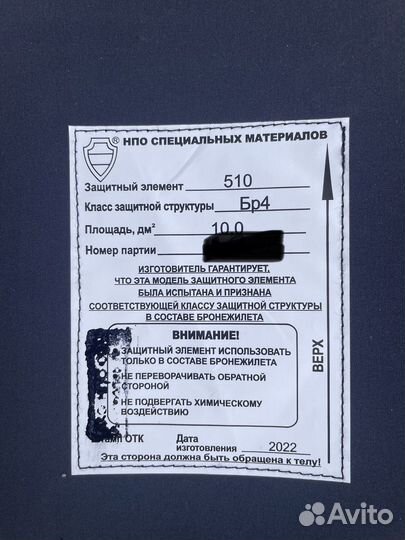 ® НПО СПЕЦИАЛЬНЫХ МАТЕРИАЛОВ
Защитный элемент 510
Класс защитной структуры Бр4
Площадь, дм² 10,0
Номер партии
ИЗГОТОВИТЕЛЬ ГАРАНТИРУЕТ,
ЧТО ЭТА МОДЕЛЬ ЗАЩИТНОГО ЭЛЕМЕНТА
БЫЛА ИСПЫТАНА И ПРИЗНАНА
СООТВЕТСТВУЮЩЕЙ КЛАССУ ЗАЩИТНОЙ СТРУКТУРЫ
В СОСТАВЕ БРОНЕЖИЛЕТА
ВНИМАНИЕ!
ЗАЩИТНЫЙ ЭЛЕМЕНТ ИСПОЛЬЗОВАТЬ
ТОЛЬКО В СОСТАВЕ БРОНЕЖИЛЕТА
НЕ ПЕРЕВОРАЧИВАТЬ ОБРАТНОЙ
СТОРОНОЙ
НЕ ПОДВЕРГАТЬ ХИМИЧЕСКОМУ
ВОЗДЕЙСТВИЮ
ВЕРХ
ОТК Дата
изготовления 2022
Эта сторона должна быть обращена к телу!
Avito